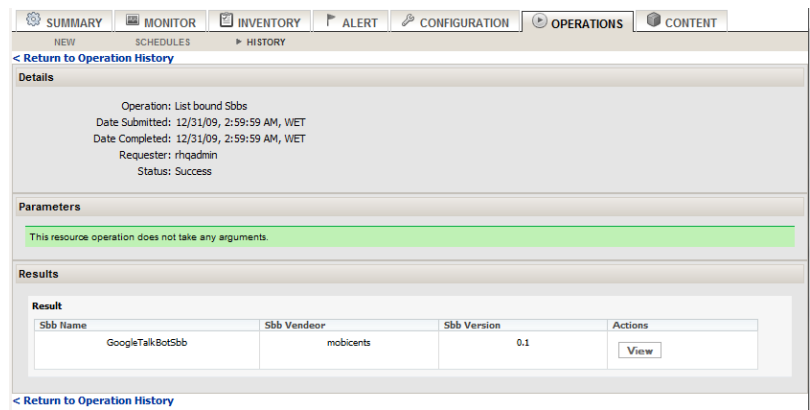 SUMMARY MONITOR INVENTORY ALERT CONFIGURATION OPERATIONS CONTENT
NEW SCHEDULES HISTORY
< Return to Operation History
Details
Operation: List bound Sbbs
Date Submitted: 12/31/09, 2:59:59 AM, WET
Date Completed: 12/31/09, 2:59:59 AM, WET
Requester: rhqadmin
Status: Success
Parameters
This resource operation does not take any arguments.
Results
Result
Sbb Name Sbb Vendeor Sbb Version Actions
GoogleTalkBotSbb mobicents 0.1 View
< Return to Operation History